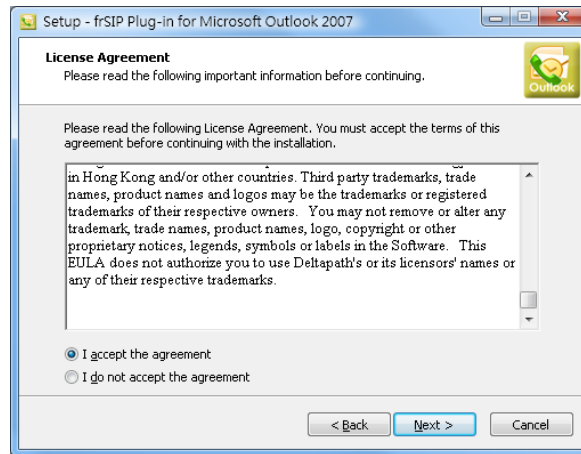 Setup - frSIP Plug-in for Microsoft Outlook 2007
License Agreement
Please read the following important information before continuing.
Outlook
Please read the following License Agreement. You must accept the terms of this
agreement before continuing with the installation.
in Hong Kong and/or other countries. Third party trademarks, trade
names, product names and logos may be the trademarks or registered
trademarks of their respective owners. You may not remove or alter any
trademark, trade names, product names, logo, copyright or other
proprietary notices, legends, symbols or labels in the Software. This
EULA does not authorize you to use Deltapath's or its licensors' names or
any of their respective trademarks.
I accept the agreement
I do not accept the agreement
< Back
Next >
Cancel